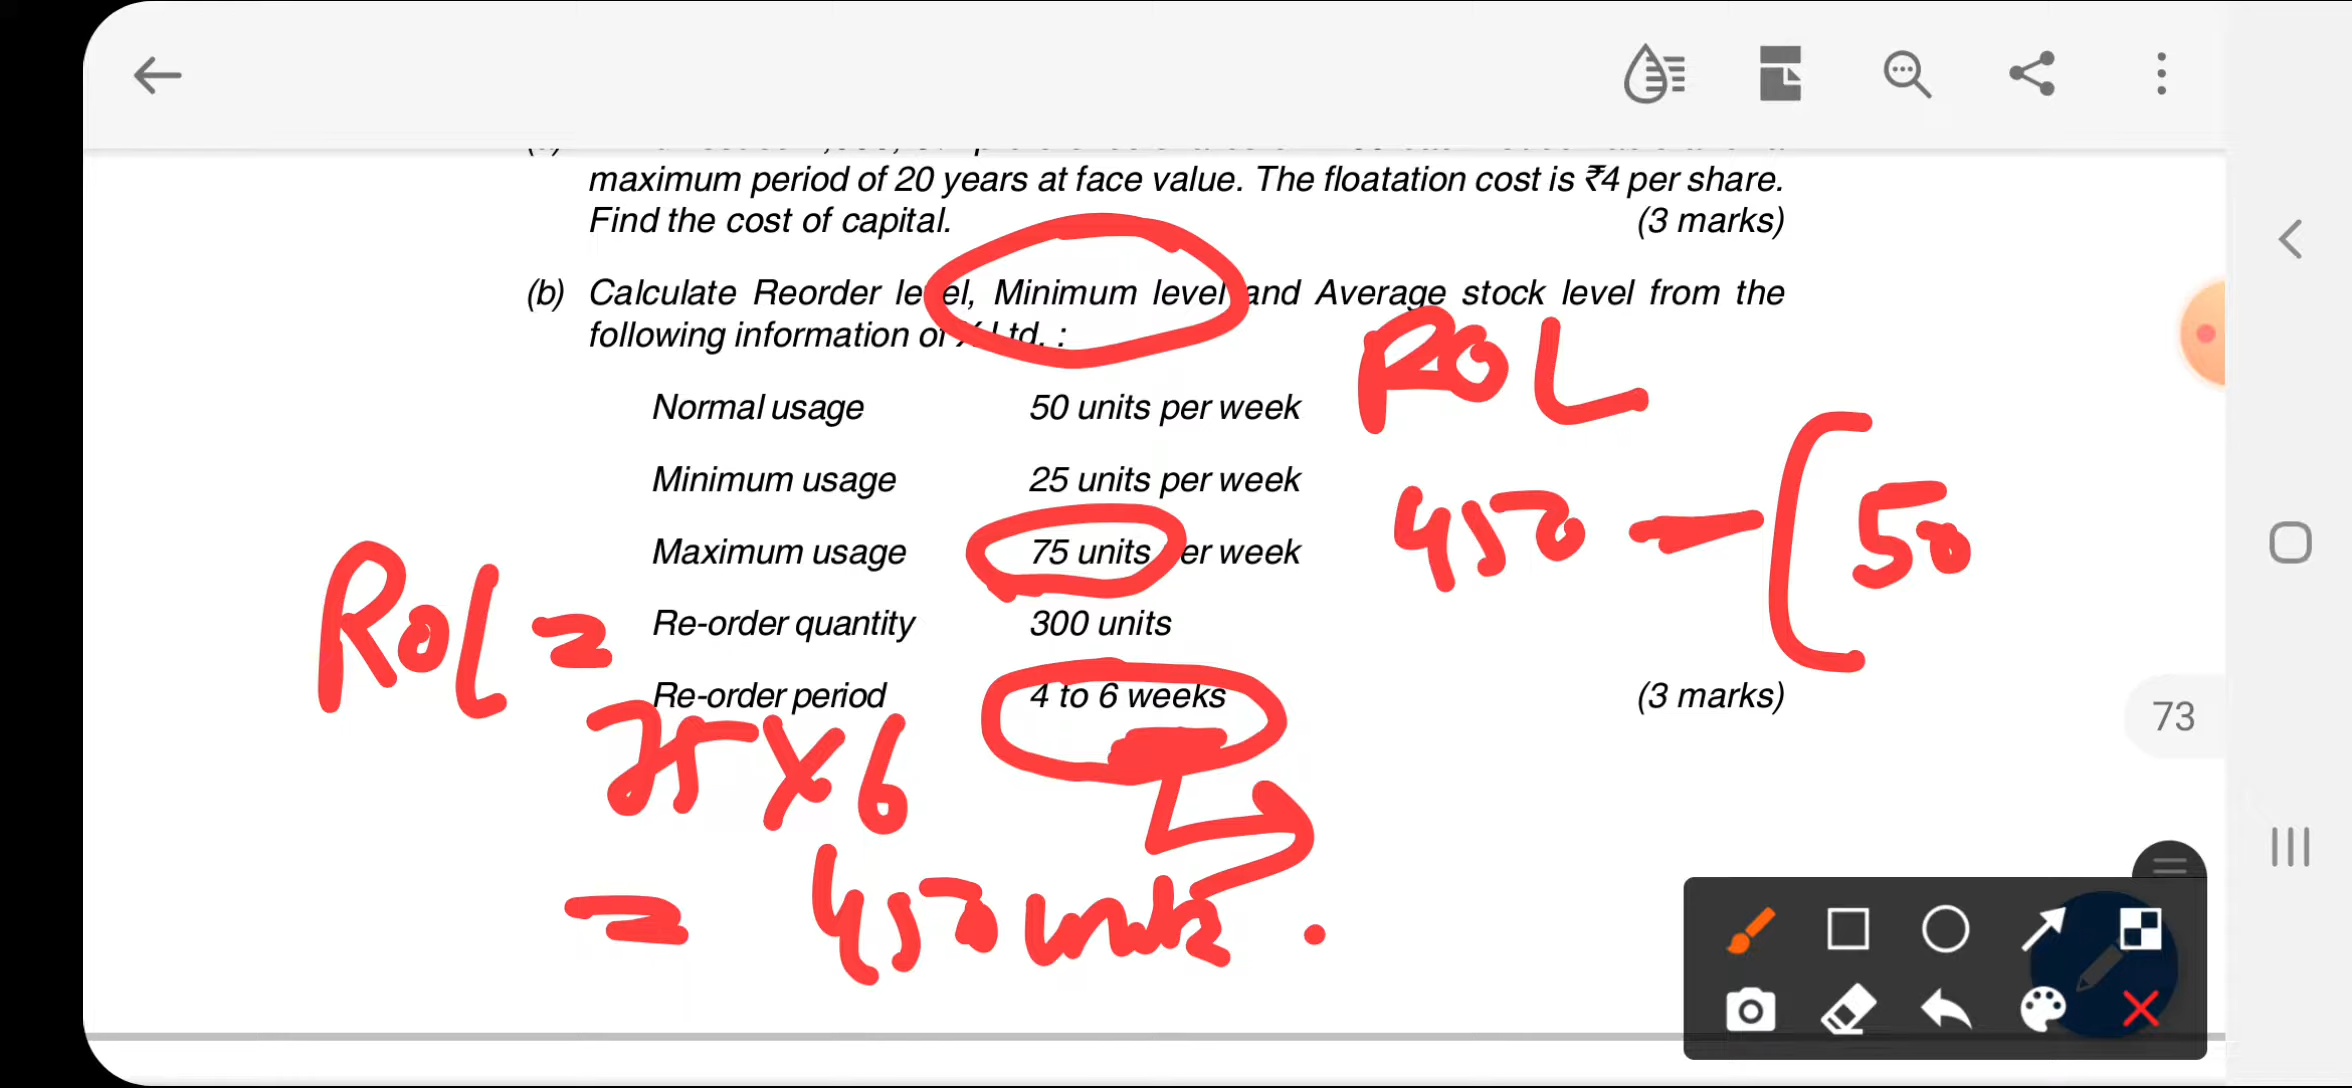 maximum period of 20 years at face value. The floatation cost is ₹4 per share.
Find the cost of capital. (3 marks)
(b) Calculate Reorder level, Minimum level and Average stock level from the
following information of X Ltd. :
ROL
Normal usage 50 units per week
Minimum usage 25 units per week
450 - [ 50
Maximum usage 75 units per week
ROL =
Re-order quantity 300 units
Re-order period 4 to 6 weeks (3 marks)
73
75 x 6
= 450 units .